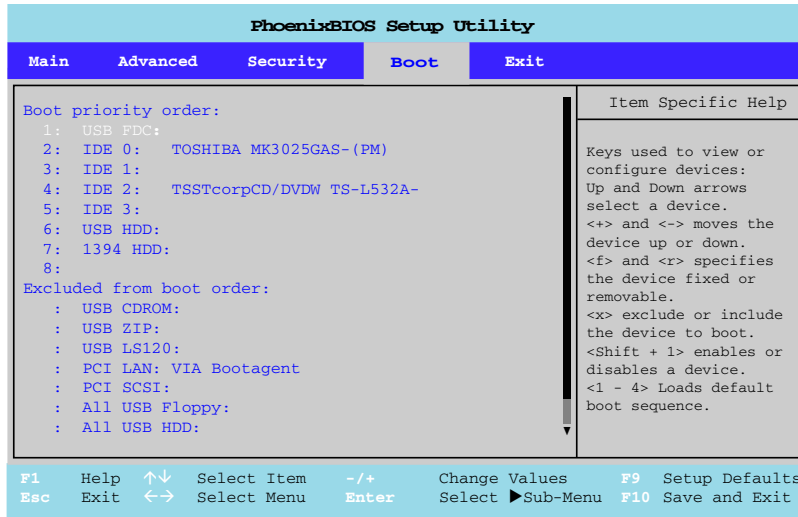 PhoenixBIOS Setup Utility
Main Advanced Security Boot Exit
Boot priority order:
1: USB FDC:
2: IDE 0: TOSHIBA MK3025GAS-(PM)
3: IDE 1:
4: IDE 2: TSSTcorpCD/DVDW TS-L532A-
5: IDE 3:
6: USB HDD:
7: 1394 HDD:
8:
Excluded from boot order:
: USB CDROM:
: USB ZIP:
: USB LS120:
: PCI LAN: VIA Bootagent
: PCI SCSI:
: All USB Floppy:
: All USB HDD:
Item Specific Help
Keys used to view or
configure devices:
Up and Down arrows
select a device.
<+> and <-> moves the
device up or down.
<f> and <r> specifies
the device fixed or
removable.
<x> exclude or include
the device to boot.
<Shift + 1> enables or
disables a device.
<1 - 4> Loads default
boot sequence.
F1 Help ↑↓ Select Item -/+ Change Values F9 Setup Defaults
Esc Exit ←→ Select Menu Enter Select ▶Sub-Menu F10 Save and Exit